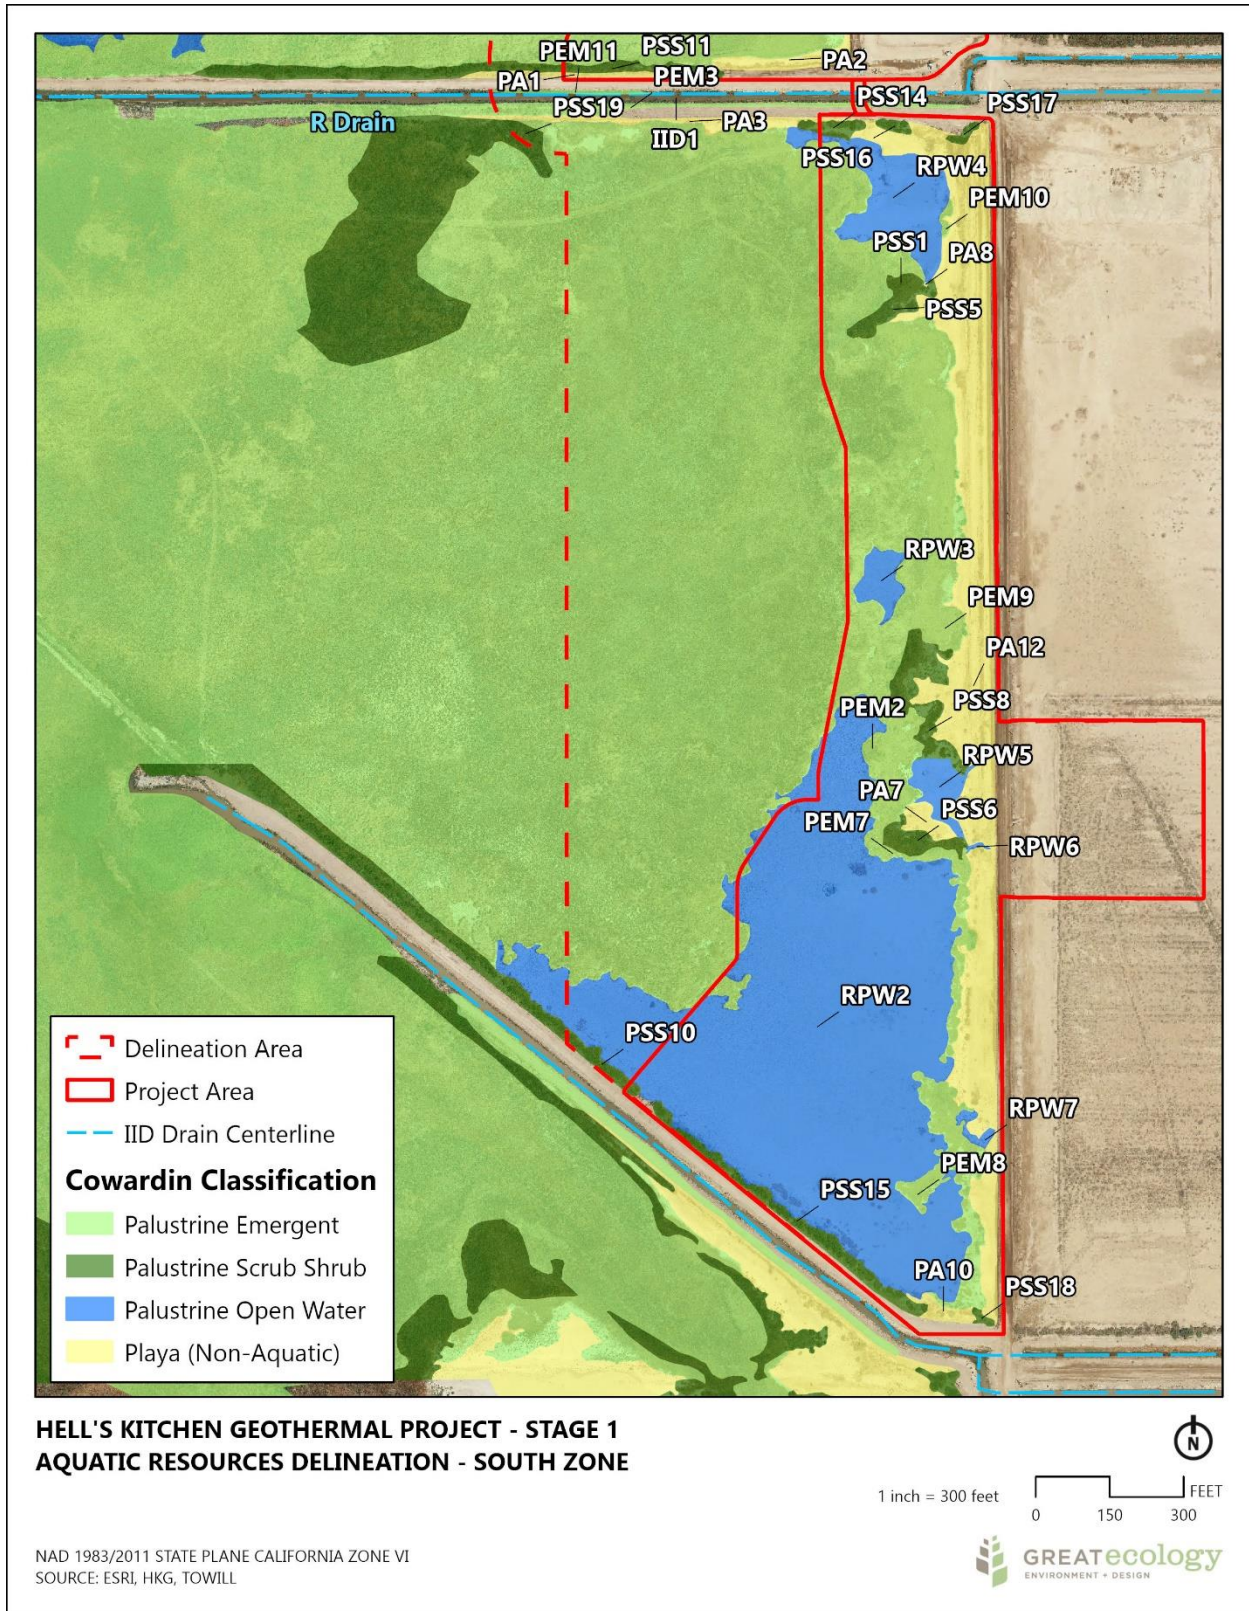 PEM11
PSS11
PA2
PA1
PEM3
PSS14
PSS17
PSS19
R Drain
PA3
IID1
PSS16
RPW4
PEM10
PSS1
PA8
PSS5
RPW3
PEM9
PA12
PEM2
PSS8
RPW5
PA7
PSS6
PEM7
RPW6
RPW2
PSS10
RPW7
PEM8
PSS15
PA10
PSS18
Delineation Area
Project Area
IID Drain Centerline
Cowardin Classification
Palustrine Emergent
Palustrine Scrub Shrub
Palustrine Open Water
Playa (Non-Aquatic)
HELL'S KITCHEN GEOTHERMAL PROJECT - STAGE 1
AQUATIC RESOURCES DELINEATION - SOUTH ZONE
N
1 inch = 300 feet
FEET
0 150 300
NAD 1983/2011 STATE PLANE CALIFORNIA ZONE VI
SOURCE: ESRI, HKG, TOWILL
GREATecology
ENVIRONMENT + DESIGN